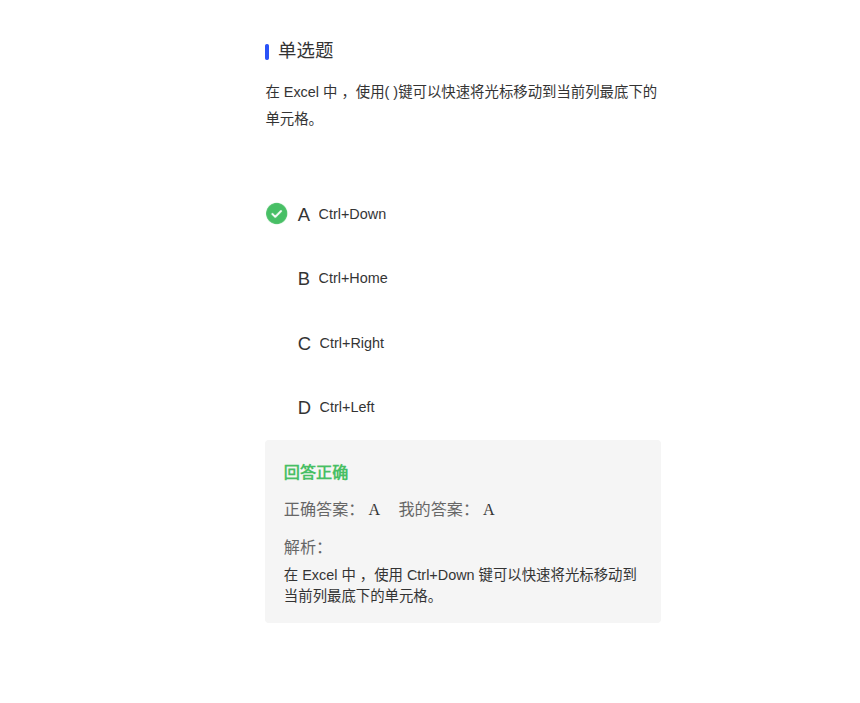 单选题
在 Excel 中 ，使用( )键可以快速将光标移动到当前列最底下的
单元格。
A Ctrl+Down
B Ctrl+Home
C Ctrl+Right
D Ctrl+Left
回答正确
正确答案： A 我的答案： A
解析：
在 Excel 中 ，使用 Ctrl+Down 键可以快速将光标移动到
当前列最底下的单元格。